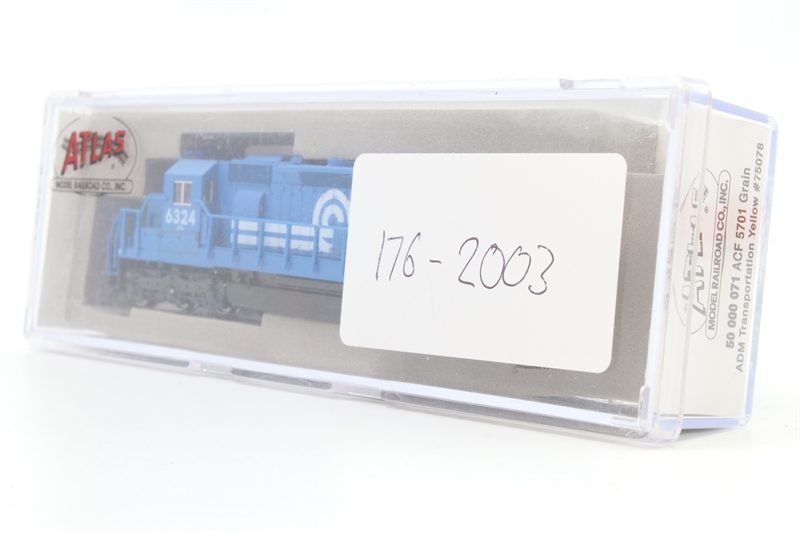 ATLAS
MODEL RAILROAD CO., INC.
6324
176-2003
MODEL RAILROAD CO., INC.
50 000 071 ACF 5701 Grain
ADM Transportation Yellow #75078